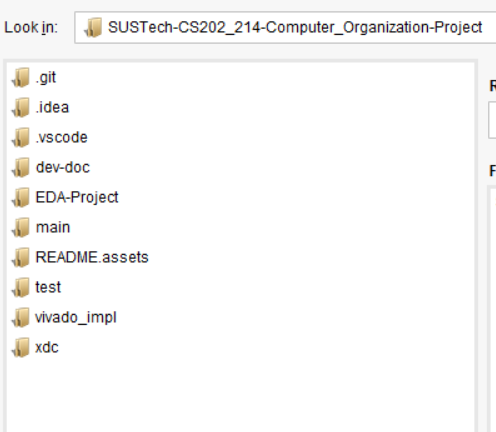 Look in: SUSTech-CS202_214-Computer_Organization-Project
.git
.idea
.vscode
dev-doc
EDA-Project
main
README.assets
test
vivado_impl
xdc